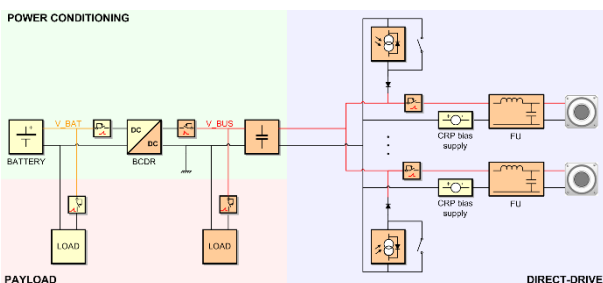 POWER CONDITIONING
V_BAT
V_BUS
DC
DC
BATTERY
BCDR
CRP bias
supply
FU
CRP bias
supply
FU
LOAD
LOAD
PAYLOAD
DIRECT-DRIVE